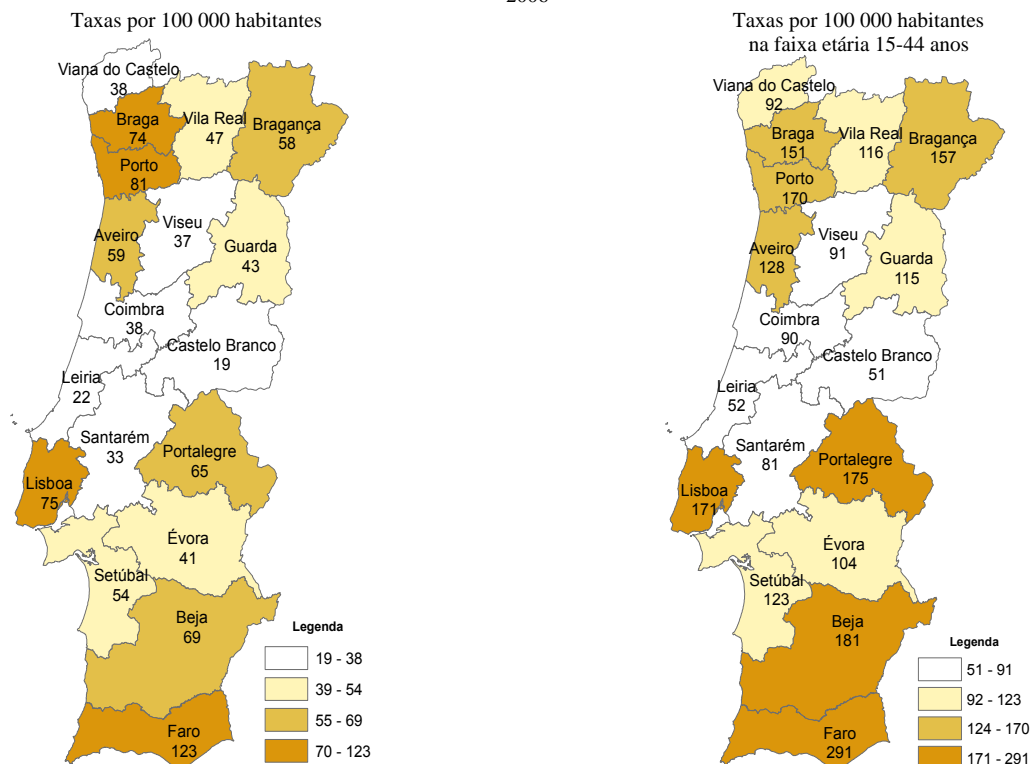 Taxas por 100 000 habitantes
Viana do Castelo
38
Braga
74
Vila Real
47
Bragança
58
Porto
81
Aveiro
59
Viseu
37
Guarda
43
Coimbra
38
Castelo Branco
19
Leiria
22
Santarém
33
Portalegre
65
Lisboa
75
Évora
41
Setúbal
54
Beja
69
Faro
123
Legenda
19 - 38
39 - 54
55 - 69
70 - 123
Taxas por 100 000 habitantes
na faixa etária 15-44 anos
Viana do Castelo
92
Braga
151
Vila Real
116
Bragança
157
Porto
170
Aveiro
128
Viseu
91
Guarda
115
Coimbra
90
Castelo Branco
51
Leiria
52
Santarém
81
Portalegre
175
Lisboa
171
Évora
104
Setúbal
123
Beja
181
Faro
291
Legenda
51 - 91
92 - 123
124 - 170
171 - 291